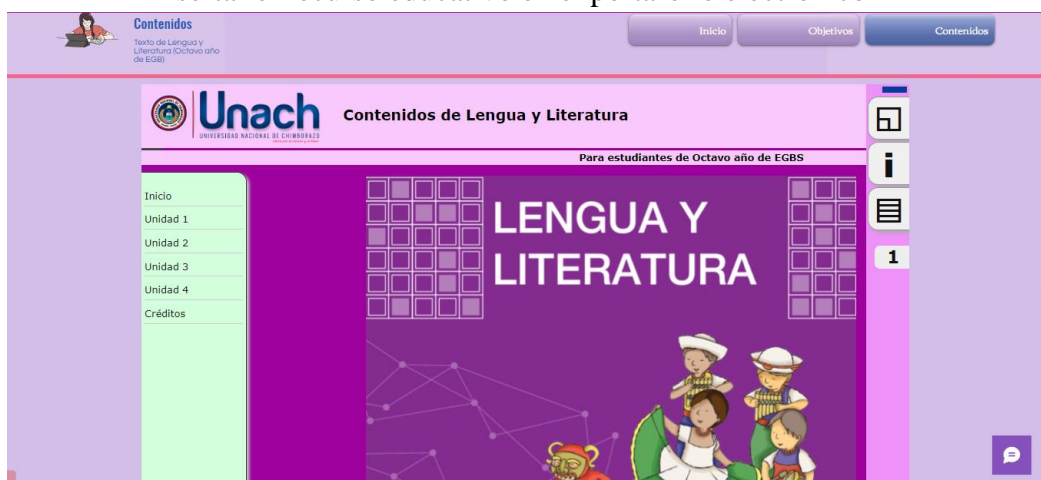 Contenidos
Texto de Lengua y
Literatura (Octavo año
de EGB)
Inicio
Objetivos
Contenidos
Unach
UNIVERSIDAD NACIONAL DE CHIMBORAZO
Contenidos de Lengua y Literatura
Para estudiantes de Octavo año de EGBS
Inicio
Unidad 1
Unidad 2
Unidad 3
Unidad 4
Créditos
LENGUA Y
LITERATURA
i
1